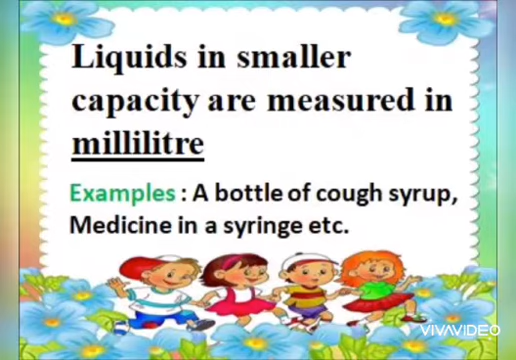 Liquids in smaller
capacity are measured in
millilitre
Examples : A bottle of cough syrup,
Medicine in a syringe etc.
VIVAVIDEO